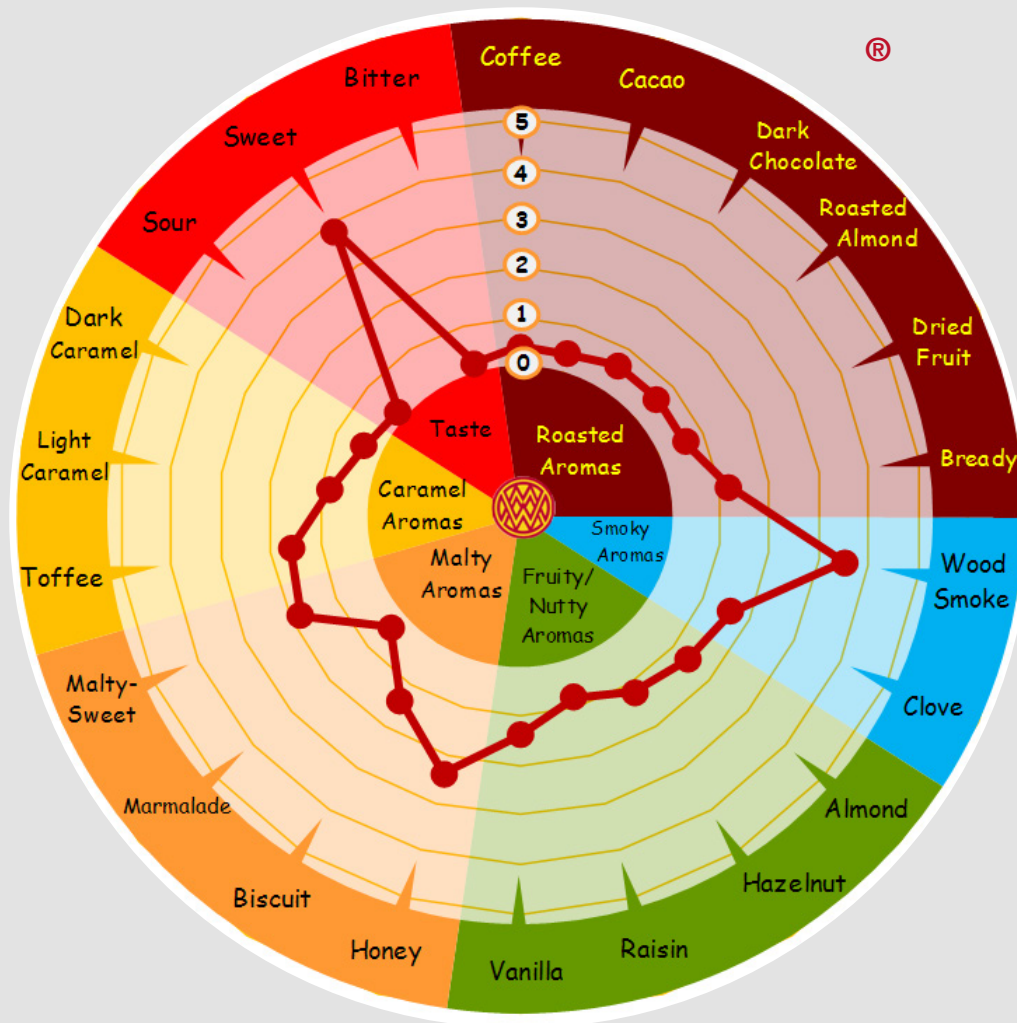 ®
Coffee
Cacao
Dark
Chocolate
Roasted
Almond
Dried
Fruit
Bready
Wood
Smoke
Clove
Almond
Hazelnut
Raisin
Vanilla
Honey
Biscuit
Marmalade
Malty-
Sweet
Toffee
Light
Caramel
Dark
Caramel
Sour
Sweet
Bitter
5
4
3
2
1
0
Taste
Roasted
Aromas
Smoky
Aromas
Fruity/
Nutty
Aromas
Malty
Aromas
Caramel
Aromas